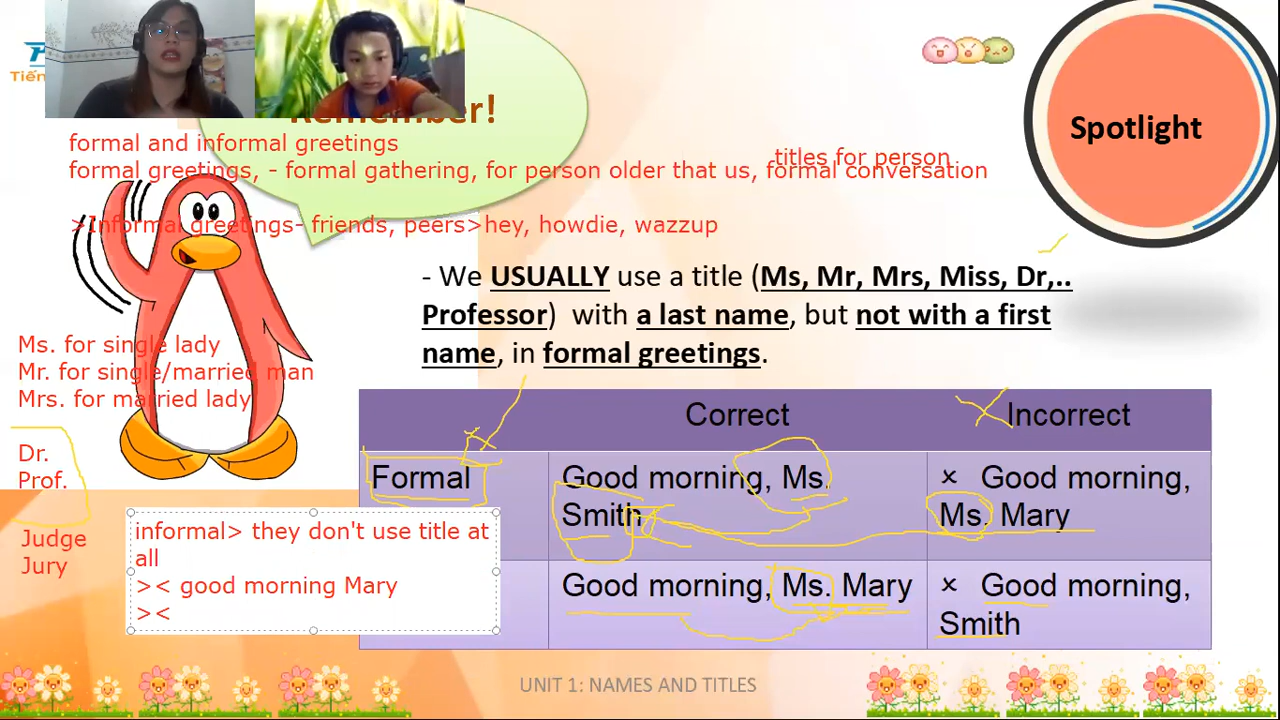 Tiến
Remember!
formal and informal greetings
titles for person
formal greetings, - formal gathering, for person older that us, formal conversation
>Informal greetings- friends, peers>hey, howdie, wazzup
Spotlight
- We USUALLY use a title (Ms, Mr, Mrs, Miss, Dr,..
Professor) with a last name, but not with a first
name, in formal greetings.
Ms. for single lady
Mr. for single/married man
Mrs. for married lady
Dr.
Prof.
Judge
Jury
informal> they don't use title at
all
>< good morning Mary
><
Correct
Incorrect
Formal
Good morning, Ms.
Smith
× Good morning,
Ms. Mary
Good morning, Ms. Mary
× Good morning,
Smith
UNIT 1: NAMES AND TITLES